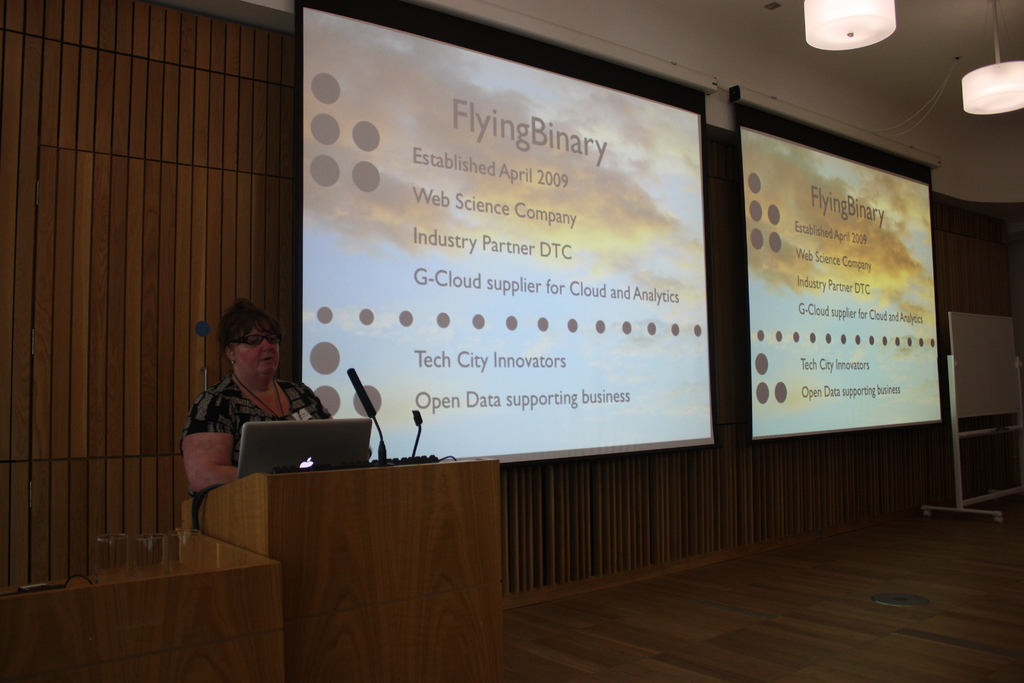 FlyingBinary
Established April 2009
Web Science Company
Industry Partner DTC
G-Cloud supplier for Cloud and Analytics
Tech City Innovators
Open Data supporting business
FlyingBinary
Established April 2009
Web Science Company
Industry Partner DTC
G-Cloud supplier for Cloud and Analytics
Tech City Innovators
Open Data supporting business